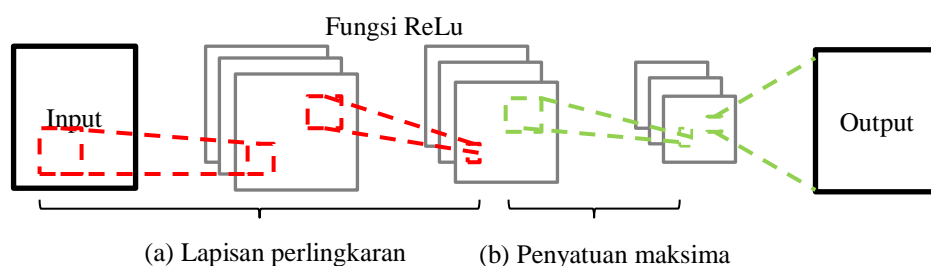 Fungsi ReLu
Input
Output
(a) Lapisan perlingkaran
(b) Penyatuan maksima